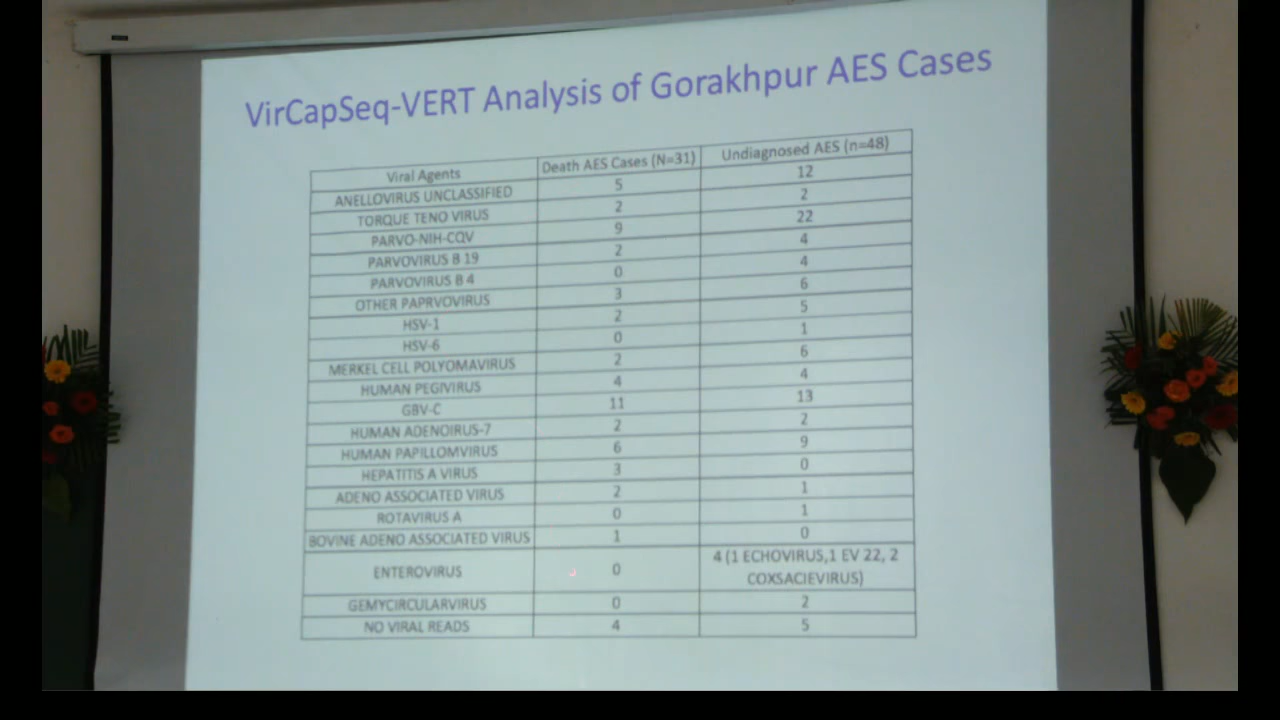 VirCapSeq-VERT Analysis of Gorakhpur AES Cases
Viral Agents Death AES Cases (N=31) Undiagnosed AES (n=48)
ANELLOVIRUS UNCLASSIFIED 5 12
TORQUE TENO VIRUS 2 2
PARVO-NIH-CQV 9 22
PARVOVIRUS B 19 2 4
PARVOVIRUS B 4 0 4
OTHER PAPRVOVIRUS 3 6
HSV-1 2 5
HSV-6 0 1
MERKEL CELL POLYOMAVIRUS 2 6
HUMAN PEGIVIRUS 4 4
GBV-C 11 13
HUMAN ADENOIRUS-7 2 2
HUMAN PAPILLOMVIRUS 6 9
HEPATITIS A VIRUS 3 0
ADENO ASSOCIATED VIRUS 2 1
ROTAVIRUS A 0 1
BOVINE ADENO ASSOCIATED VIRUS 1 0
ENTEROVIRUS 0 4 (1 ECHOVIRUS,1 EV 22, 2
COXSACIEVIRUS)
GEMYCIRCULARVIRUS 0 2
NO VIRAL READS 4 5